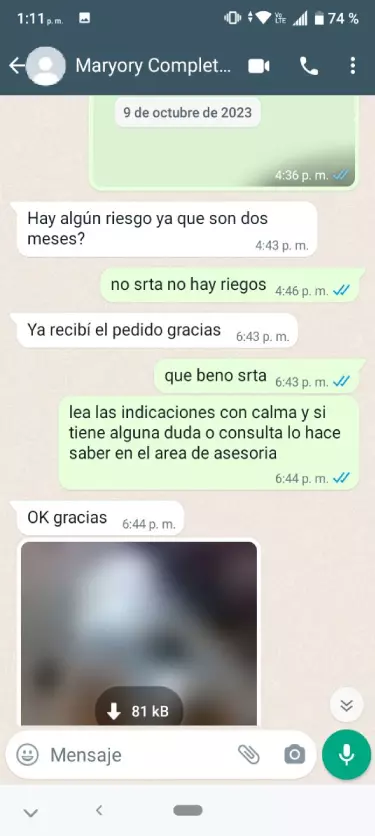 1:11 p. m. 74 %
Maryory Complet...
9 de octubre de 2023
4:36 p. m.
Hay algún riesgo ya que son dos
meses?
4:43 p. m.
no srta no hay riegos 4:46 p. m.
Ya recibí el pedido gracias 6:43 p. m.
que beno srta 6:43 p. m.
lea las indicaciones con calma y si
tiene alguna duda o consulta lo hace
saber en el area de asesoria
6:44 p. m.
OK gracias 6:44 p. m.
81 kB
Mensaje